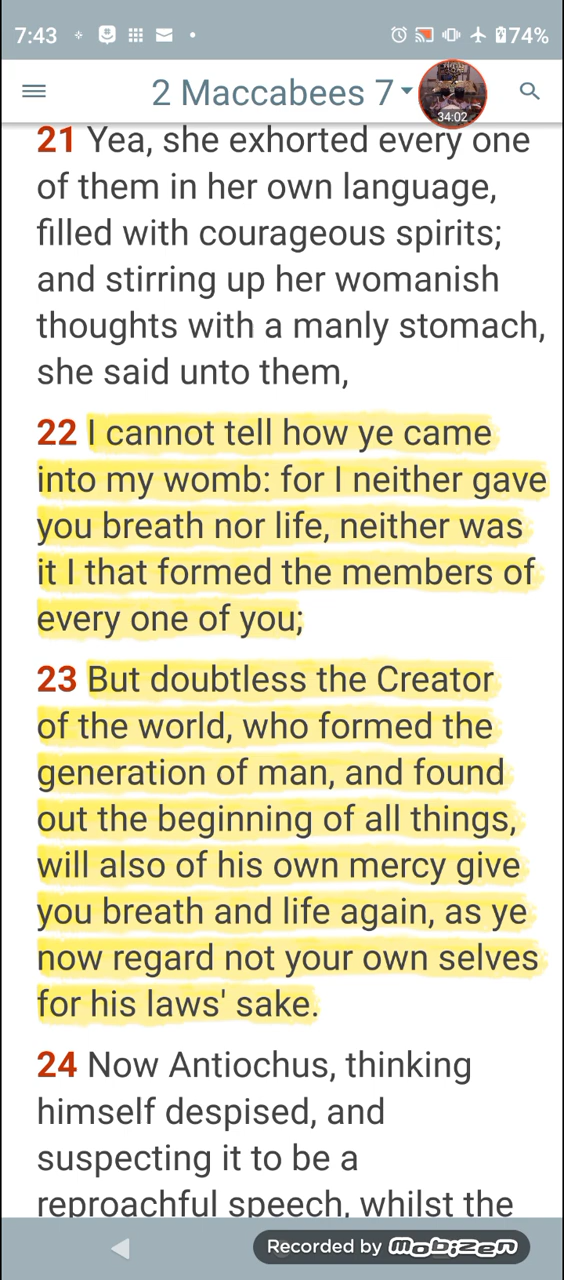 7:43
74%
2 Maccabees 7
34:02
21 Yea, she exhorted every one
of them in her own language,
filled with courageous spirits;
and stirring up her womanish
thoughts with a manly stomach,
she said unto them,
22 I cannot tell how ye came
into my womb: for I neither gave
you breath nor life, neither was
it I that formed the members of
every one of you;
23 But doubtless the Creator
of the world, who formed the
generation of man, and found
out the beginning of all things,
will also of his own mercy give
you breath and life again, as ye
now regard not your own selves
for his laws' sake.
24 Now Antiochus, thinking
himself despised, and
suspecting it to be a
reproachful speech, whilst the
Recorded by Mobizen